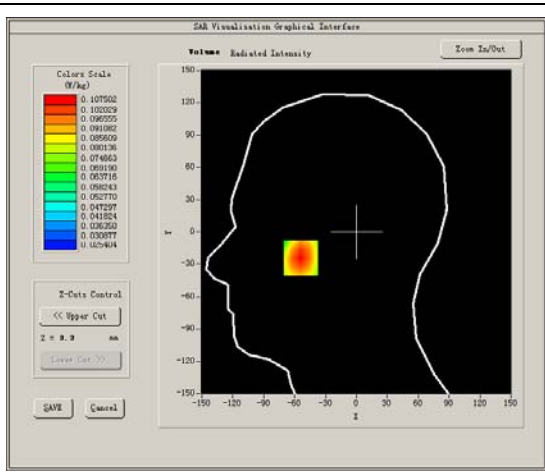 SAR Visualisation Graphical Interface
Volume Radiated Intensity
Zoom In/Out
Colors Scale
(W/kg)
0.107502
0.102029
0.096555
0.091082
0.085609
0.080136
0.074663
0.069190
0.063716
0.058243
0.052770
0.047297
0.041824
0.036350
0.030877
0.025404
150
120
90
60
30
0
-30
-60
-90
-120
-150
Y
-150 -120 -90 -60 -30 0 30 60 90 120 150
X
Z-Cuts Control
<< Upper Cut
Z = 9.9 mm
Lower Cut >>
SAVE Cancel